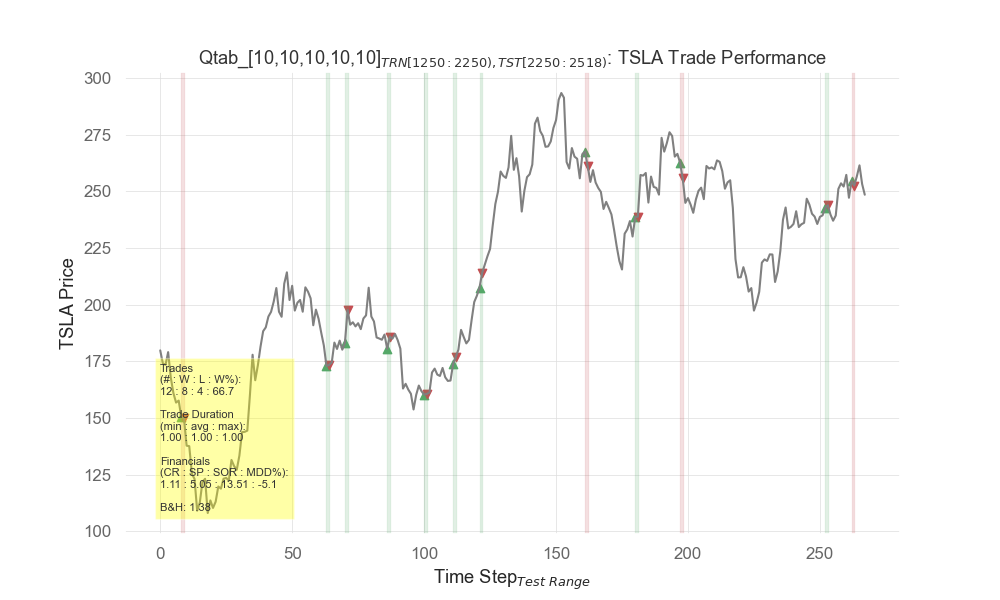 Qtab_[10,10,10,10,10]TRN[1250:2250),TST[2250:2518): TSLA Trade Performance
300
275
250
225
200
175
150
125
100
TSLA Price
Trades
(# : W : L : W%):
12 : 8 : 4 : 66.7
Trade Duration
(min : avg : max):
1.00 : 1.00 : 1.00
Financials
(CR : SP : SOR : MDD%):
1.11 : 5.05 : 13.51 : -5.1
B&H: 1.38
0 50 100 150 200 250
Time StepTest Range